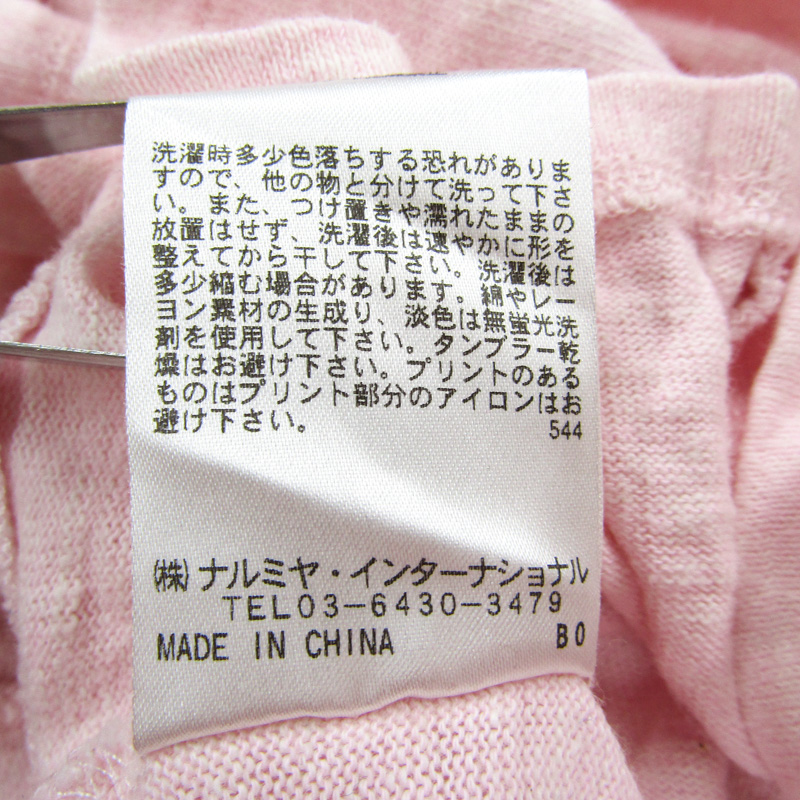 洗濯時多少色落ちする恐れがありま
すので、他の物と分けて洗って下さ
い。また、つけ置きや濡れたままの
放置はせず、洗濯後は速やかに形を
整えてから干して下さい。洗濯後は
多少縮む場合があります。綿やレー
ヨン素材の生成り、淡色は無蛍光洗
剤を使用して下さい。タンブラー乾
燥はお避け下さい。プリントのある
ものはプリント部分のアイロンはお
避け下さい。
544
(株)ナルミヤ・インターナショナル
TEL03-6430-3479
MADE IN CHINA B0